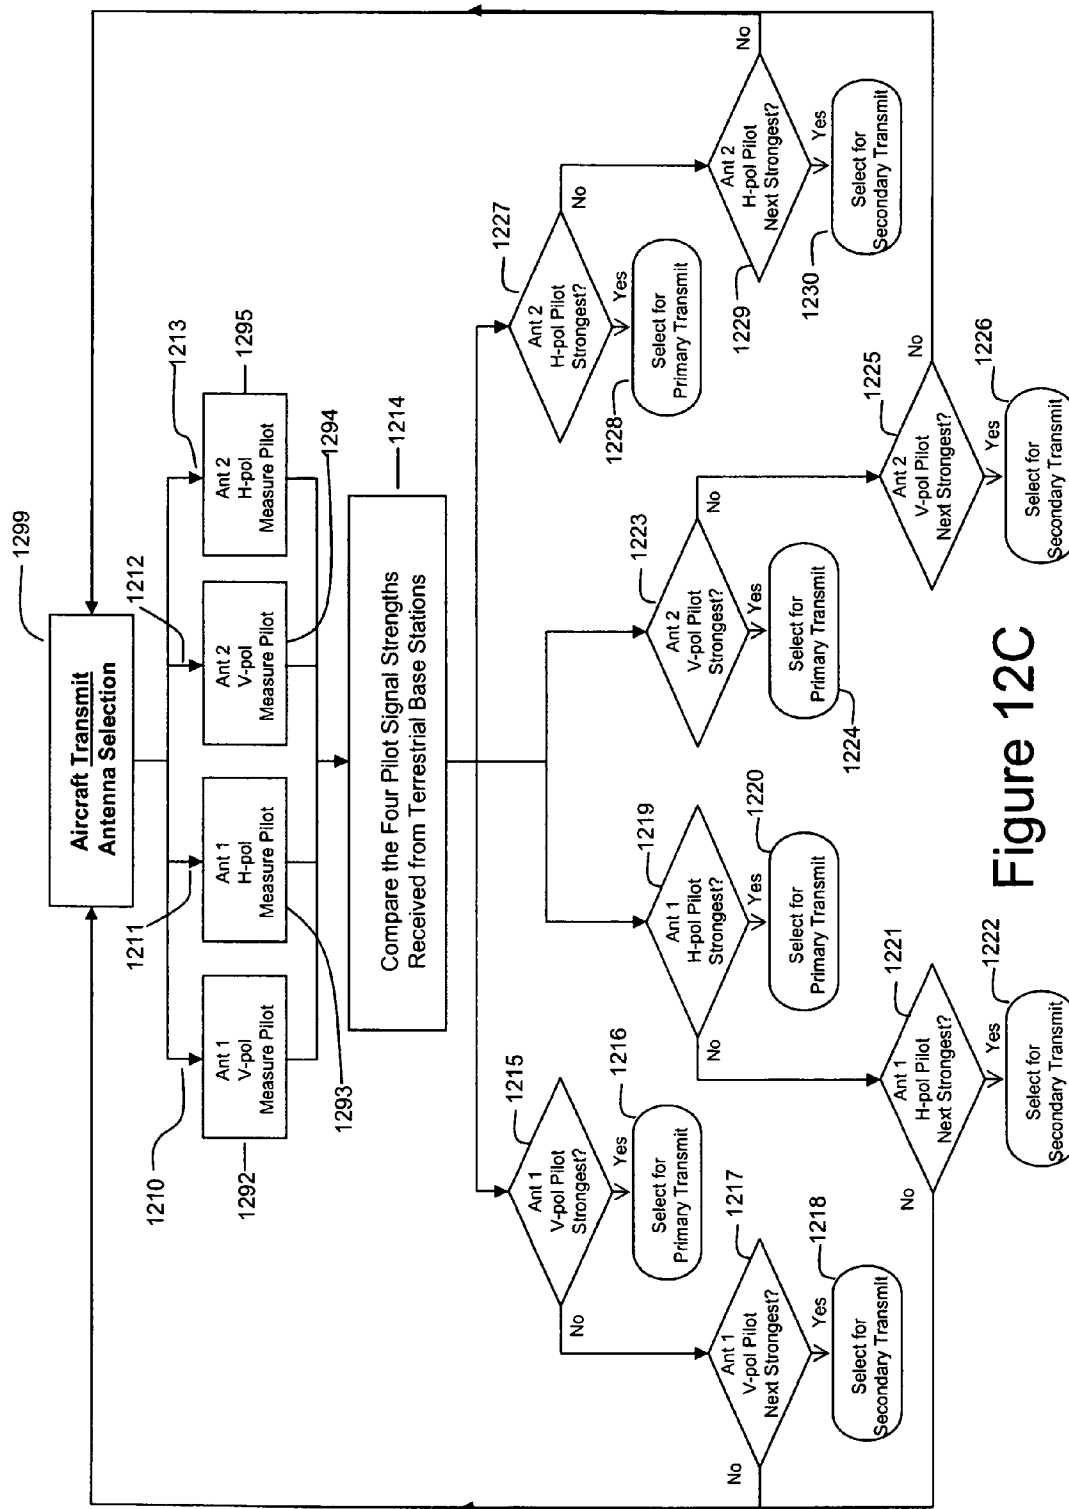 1299
Aircraft Transmit
Antenna Selection
1210
1211
1212
1213
Ant 1
V-pol
Measure Pilot
Ant 1
H-pol
Measure Pilot
Ant 2
V-pol
Measure Pilot
Ant 2
H-pol
Measure Pilot
1292
1293
1294
1295
Compare the Four Pilot Signal Strengths
Received from Terrestrial Base Stations
1214
Ant 1
V-pol Pilot
Strongest?
1215
No
Yes
Select for
Primary Transmit
1216
Ant 1
V-pol Pilot
Next Strongest?
1217
No
Yes
Select for
Secondary Transmit
1218
Ant 1
H-pol Pilot
Strongest?
1219
No
Yes
Select for
Primary Transmit
1220
Ant 1
H-pol Pilot
Next Strongest?
1221
No
Yes
Select for
Secondary Transmit
1222
Ant 2
V-pol Pilot
Strongest?
1223
No
Yes
Select for
Primary Transmit
1224
Ant 2
V-pol Pilot
Next Strongest?
1225
No
Yes
Select for
Secondary Transmit
1226
Ant 2
H-pol Pilot
Strongest?
1227
No
Yes
Select for
Primary Transmit
1228
Ant 2
H-pol Pilot
Next Strongest?
1229
No
Yes
Select for
Secondary Transmit
1230
Figure 12C